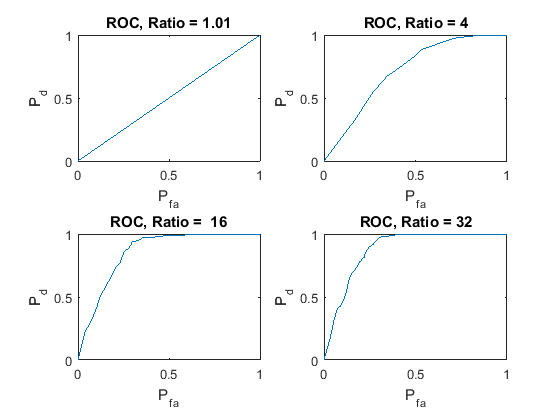 ROC, Ratio = 1.01
1
0.5
0
P_d
0 0.5 1
P_fa
ROC, Ratio = 4
1
0.5
0
P_d
0 0.5 1
P_fa
ROC, Ratio =  16
1
0.5
0
P_d
0 0.5 1
P_fa
ROC, Ratio = 32
1
0.5
0
P_d
0 0.5 1
P_fa